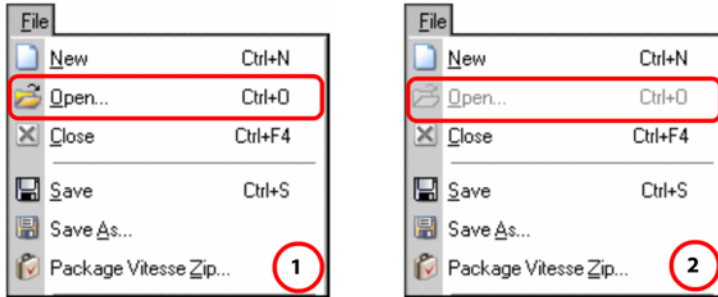 File
New Ctrl+N
Open... Ctrl+O
Close Ctrl+F4
Save Ctrl+S
Save As...
Package Vitesse Zip...
1
File
New Ctrl+N
Open... Ctrl+O
Close Ctrl+F4
Save Ctrl+S
Save As...
Package Vitesse Zip...
2